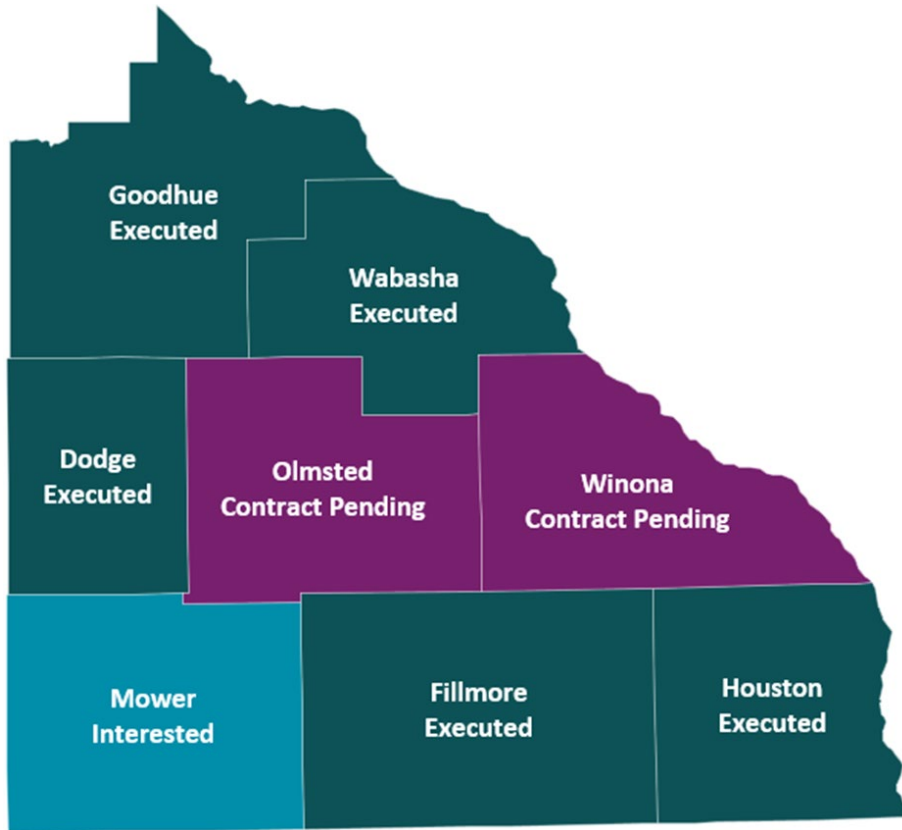 Goodhue
Executed
Wabasha
Executed
Dodge
Executed
Olmsted
Contract Pending
Winona
Contract Pending
Mower
Interested
Fillmore
Executed
Houston
Executed